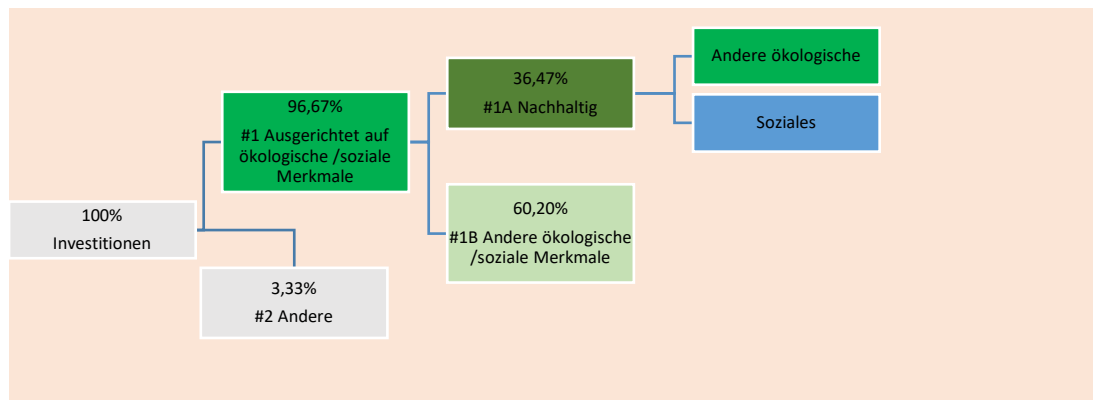 100%
Investitionen
96,67%
#1 Ausgerichtet auf
ökologische /soziale
Merkmale
3,33%
#2 Andere
36,47%
#1A Nachhaltig
60,20%
#1B Andere ökologische
/soziale Merkmale
Andere ökologische
Soziales